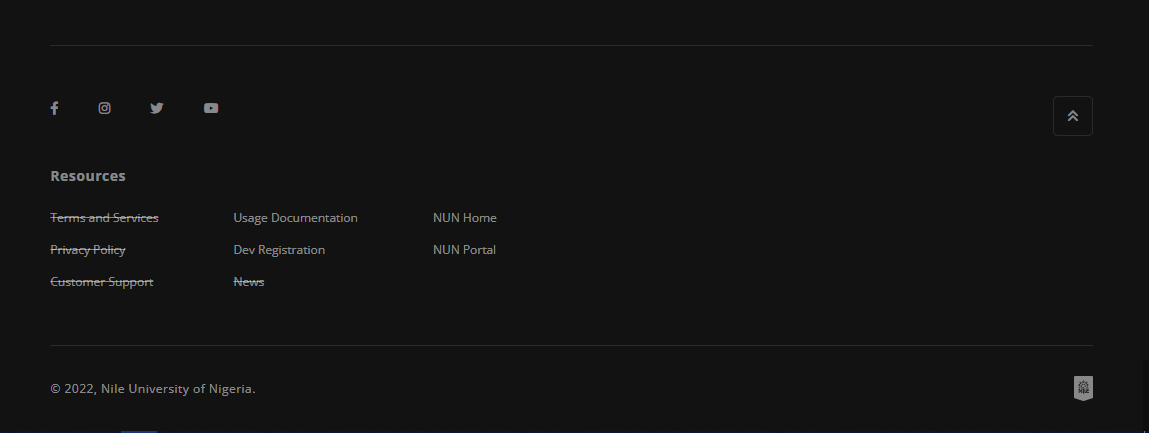 Resources
Terms and Services
Usage Documentation
NUN Home
Privacy Policy
Dev Registration
NUN Portal
Customer Support
News
© 2022, Nile University of Nigeria.